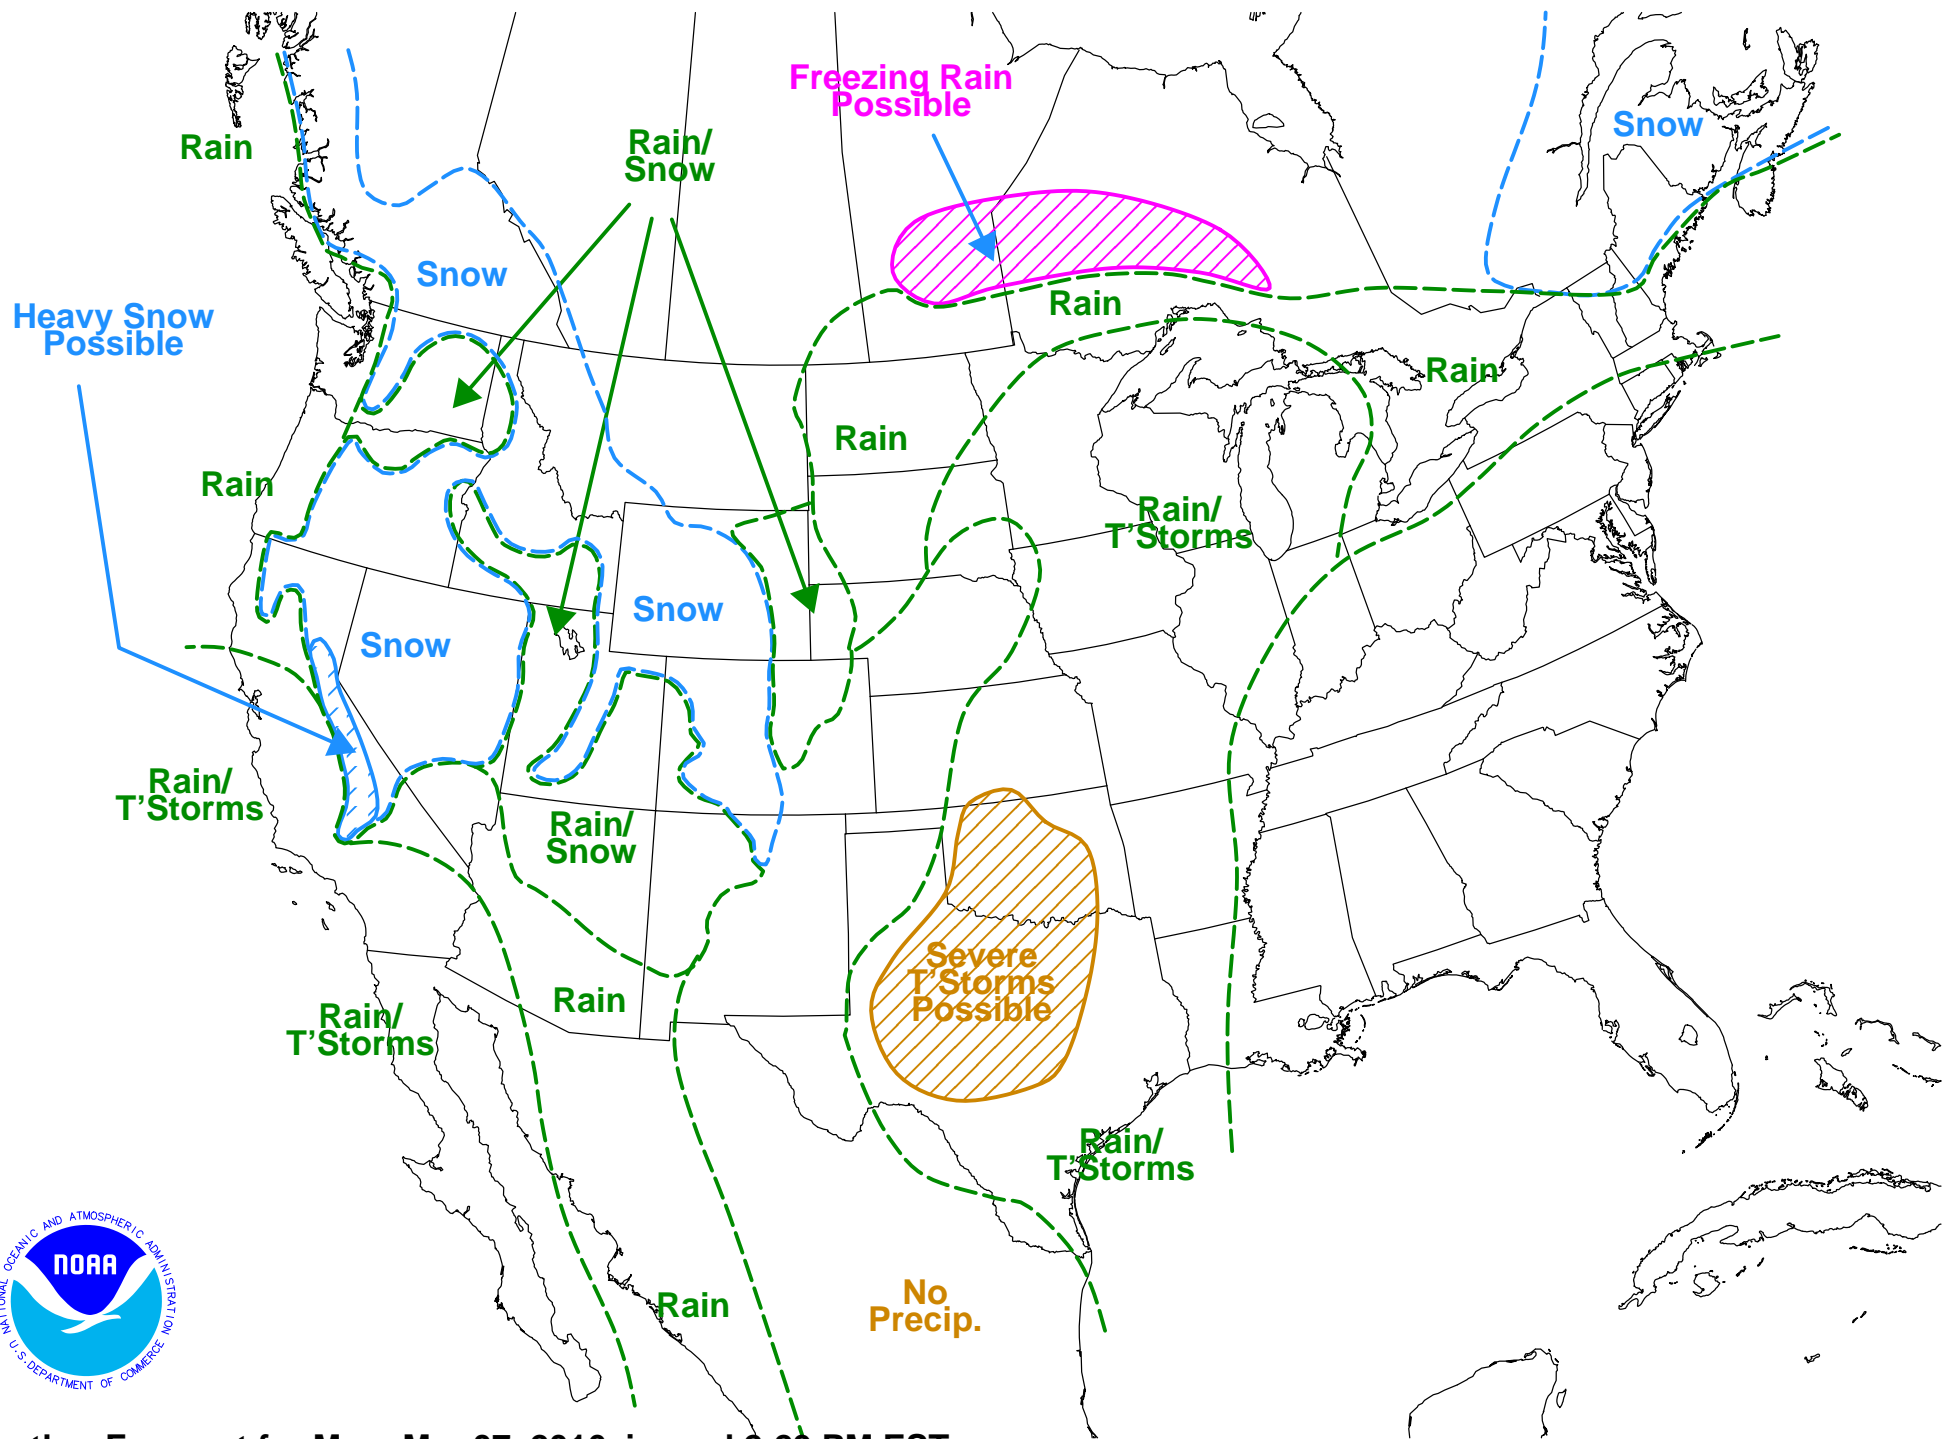 Freezing Rain
Possible
Snow
Rain
Rain/
Snow
Snow
Rain
Heavy Snow
Possible
Rain
Rain
Rain
Rain/
T'Storms
Snow
Snow
Rain/
T'Storms
Rain/
Snow
Severe
T'Storms
Possible
Rain
Rain/
T'Storms
Rain/
T'Storms
No
Precip.
Rain
NATIONAL OCEANIC AND ATMOSPHERIC ADMINISTRATION
NOAA
U.S. DEPARTMENT OF COMMERCE